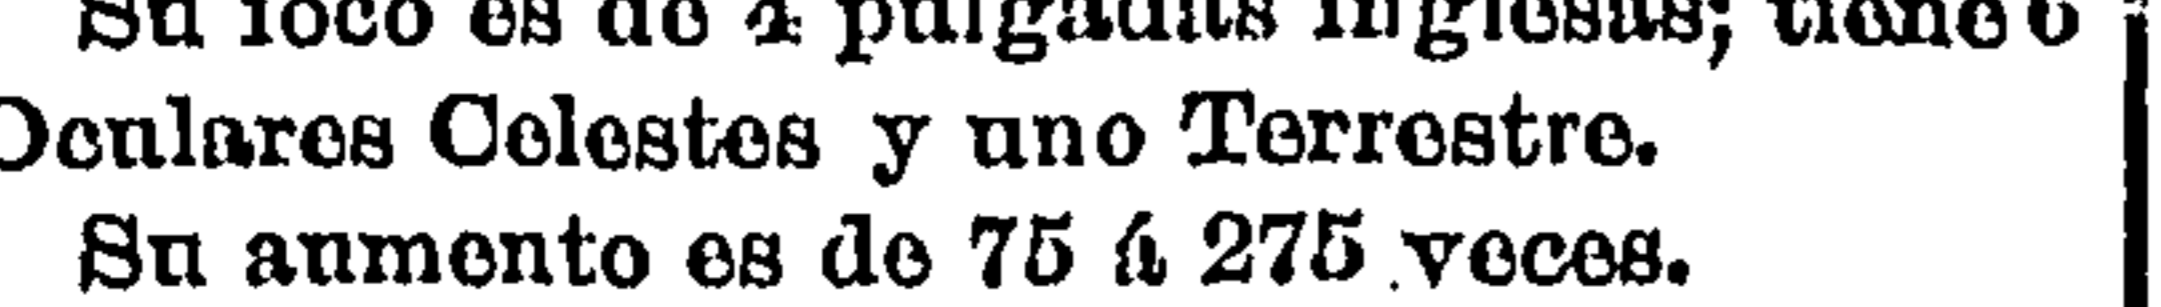 Su foco es de 4 pulgadas inglesas; tiene 6
Oculares Celestes y uno Terrestre.
Su aumento es de 75 á 275 veces.